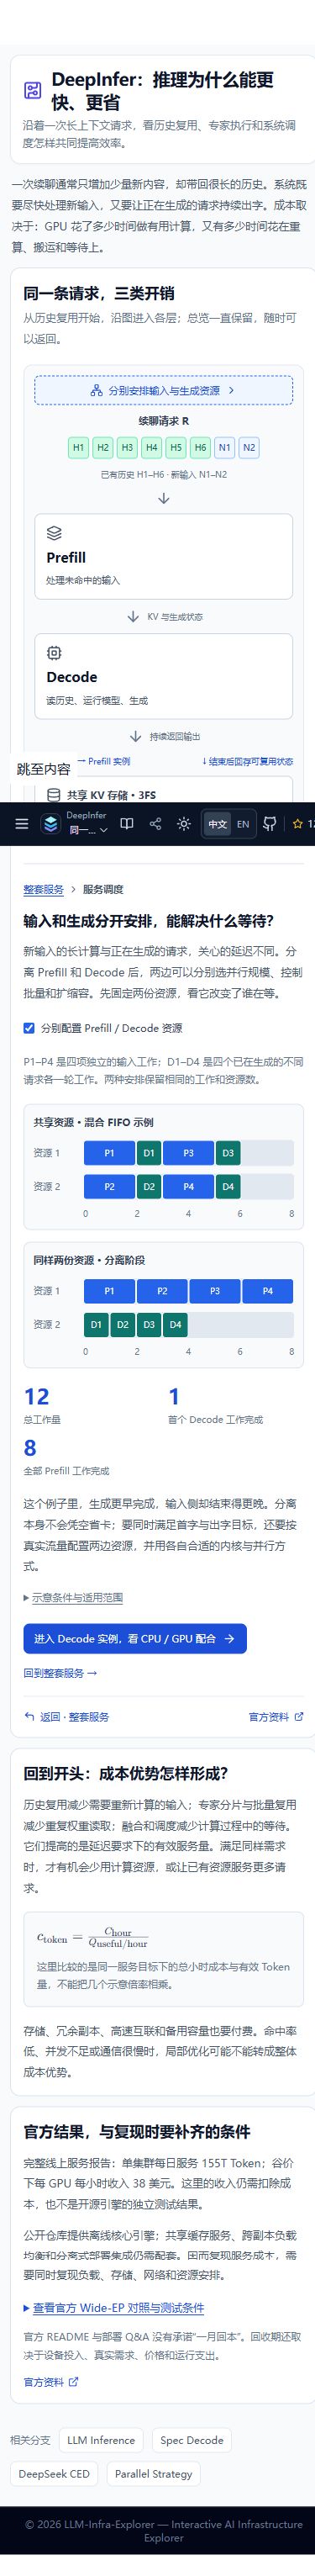 DeepInfer：推理为什么能更
快、更省
沿着一次长上下文请求，看历史复用、专家执行和系统调
度怎样共同提高效率。
一次续聊通常只增加少量新内容，却带回很长的历史。系统既
要尽快处理新输入，又要让正在生成的请求持续出字。成本取
决于：GPU 花了多少时间做有用计算，又有多少时间花在重
算、搬运和等待上。
同一条请求，三类开销
从历史复用开始，沿图进入各层；总览一直保留，随时可
以返回。
分别安排输入与生成资源
续聊请求 R
H1 H2 H3 H4 H5 H6 N1 N2
已有历史 H1–H6 · 新输入 N1–N2
Prefill
处理未命中的输入
KV 与生成状态
Decode
读历史、运行模型、生成
持续返回输出
跳至内容
→ Prefill 实例
↓ 结束后回存可复用状态
共享 KV 存储 · 3FS
DeepInfer
同一...
中文 EN
整套服务 > 服务调度
输入和生成分开安排，能解决什么等待？
新输入的长计算与正在生成的请求，关心的延迟不同。分
离 Prefill 和 Decode 后，两边可以分别选并行规模、控制
批量和扩缩容。先固定两份资源，看它改变了谁在等。
分别配置 Prefill / Decode 资源
P1–P4 是四项独立的输入工作；D1–D4 是四个已在生成的不同
请求各一轮工作。两种安排保留相同的工作和资源数。
共享资源 · 混合 FIFO 示例
资源 1 P1 D1 P3 D3
资源 2 P2 D2 P4 D4
0 2 4 6 8
同样两份资源 · 分离阶段
资源 1 P1 P2 P3 P4
资源 2 D1 D2 D3 D4
0 2 4 6 8
12
总工作量
1
首个 Decode 工作完成
8
全部 Prefill 工作完成
这个例子里，生成更早完成，输入侧却结束得更晚。分离
本身不会凭空省卡；要同时满足首字与出字目标，还要按
真实流量配置两边资源，并用各自合适的内核与并行方
式。
示意条件与适用范围
进入 Decode 实例，看 CPU / GPU 配合 →
回到整套服务 →
返回 · 整套服务
官方资料
回到开头：成本优势怎样形成？
历史复用减少需要重新计算的输入；专家分片与批量复用
减少重复权重读取；融合和调度减少计算过程中的等待。
它们提高的是延迟要求下的有效服务量。满足同样需求
时，才有机会少用计算资源，或让已有资源服务更多请
求。
c_token = C_hour / Q_useful/hour
这里比较的是同一服务目标下的总小时成本与有效 Token
量，不能把几个示意倍率相乘。
存储、冗余副本、高速互联和备用容量也要付费。命中率
低、并发不足或通信很慢时，局部优化可能不能转成整体
成本优势。
官方结果，与复现时要补齐的条件
完整线上服务报告：单集群每日服务 155T Token；谷价
下每 GPU 每小时收入 38 美元。这里的收入仍需扣除成
本，也不是开源引擎的独立测试结果。
公开仓库提供离线核心引擎；共享缓存服务、跨副本负载
均衡和分离式部署集成仍需配套。因而复现服务成本，需
要同时复现负载、存储、网络和资源安排。
查看官方 Wide-EP 对照与测试条件
官方 README 与部署 Q&A 没有承诺“一月回本”。回收期还取
决于设备投入、真实需求、价格和运行支出。
官方资料
相关分支 LLM Inference Spec Decode
DeepSeek CED Parallel Strategy
© 2026 LLM-Infra-Explorer — Interactive AI Infrastructure
Explorer